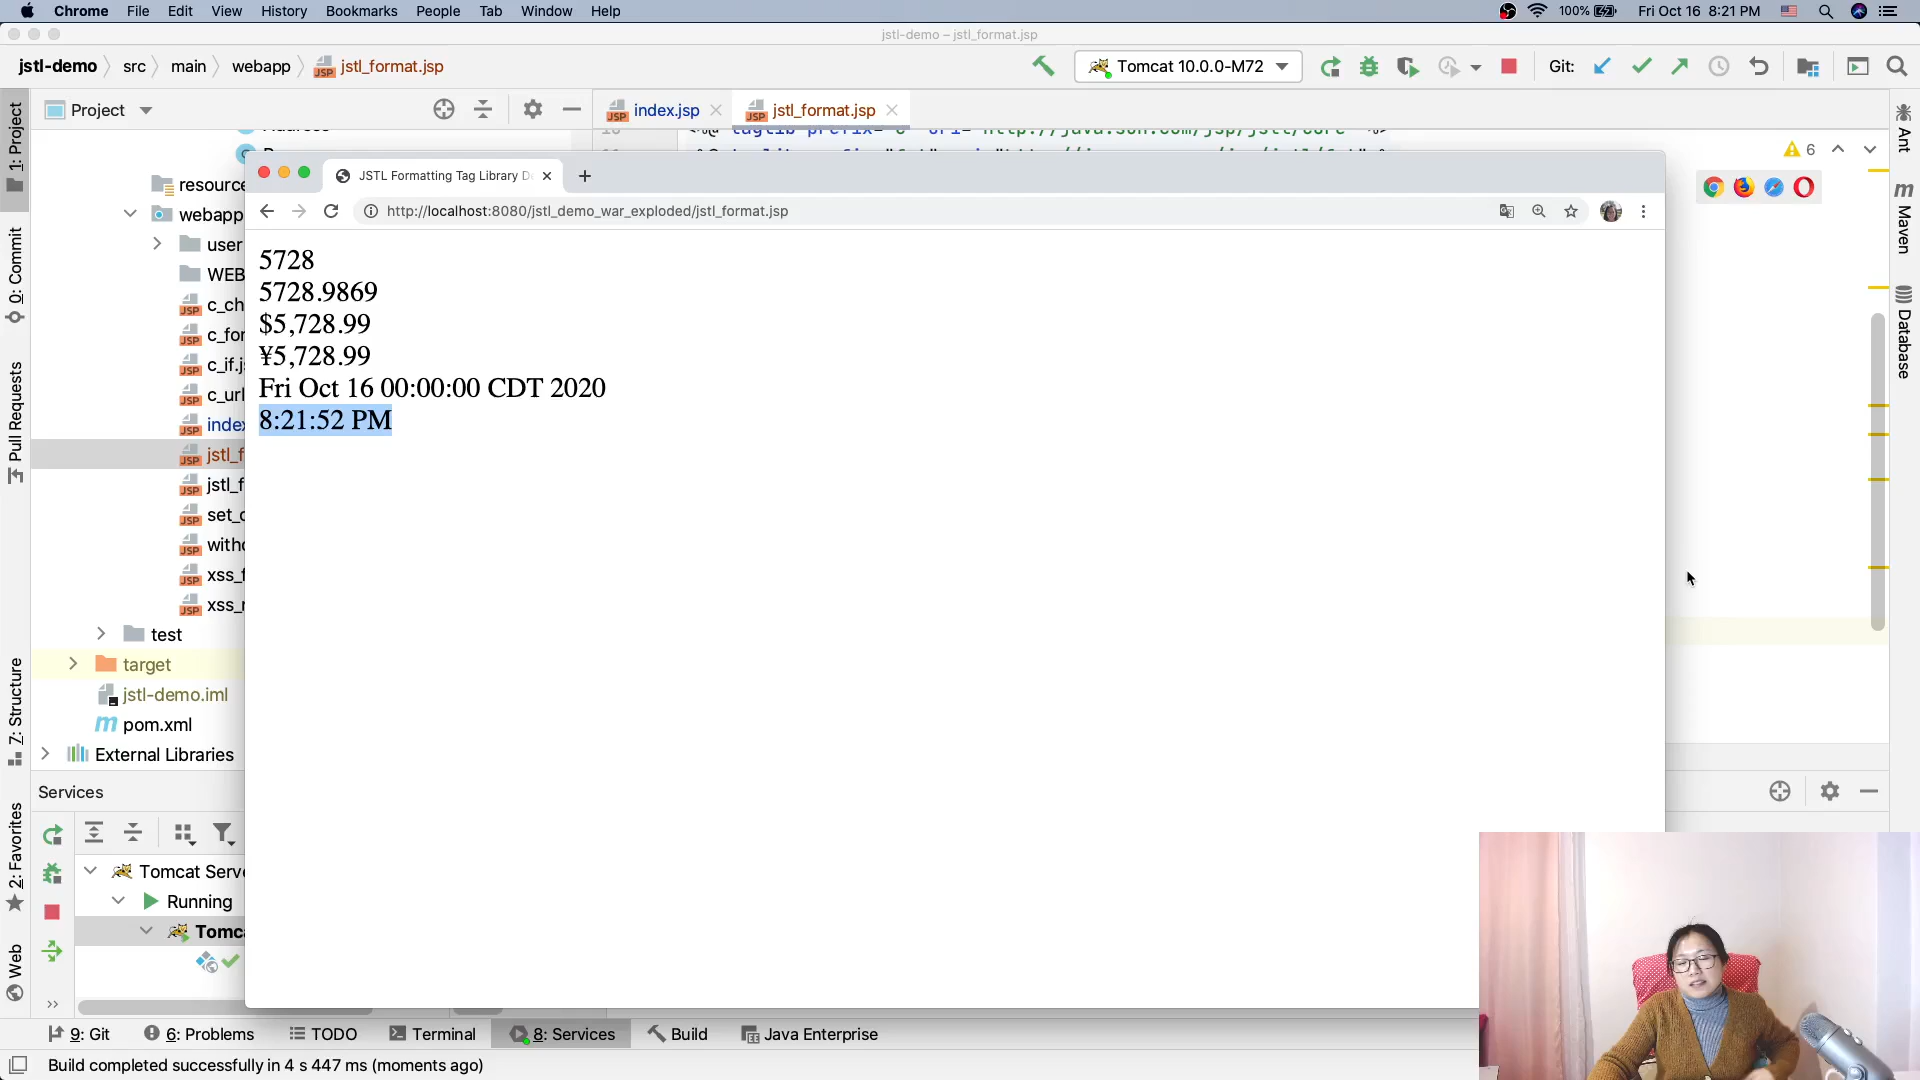 Chrome File Edit View History Bookmarks People Tab Window Help 100% Fri Oct 16 8:21 PM
jstl-demo – jstl_format.jsp
jstl-demo src main webapp jstl_format.jsp Tomcat 10.0.0-M72 Git:
Project index.jsp jstl_format.jsp
6
JSTL Formatting Tag Library D
http://localhost:8080/jstl_demo_war_exploded/jstl_format.jsp
5728
5728.9869
$5,728.99
¥5,728.99
Fri Oct 16 00:00:00 CDT 2020
8:21:52 PM
resource
webapp
user
WEB
c_ch
c_for
c_if.j
c_url
index
jstl_f
jstl_f
set_c
witho
xss_f
xss_r
test
target
jstl-demo.iml
pom.xml
External Libraries
Services
Tomcat Serve
Running
Tomca
1: Project
0: Commit
Pull Requests
Z: Structure
2: Favorites
Web
Ant
Maven
Database
9: Git 6: Problems TODO Terminal 8: Services Build Java Enterprise
Build completed successfully in 4 s 447 ms (moments ago)